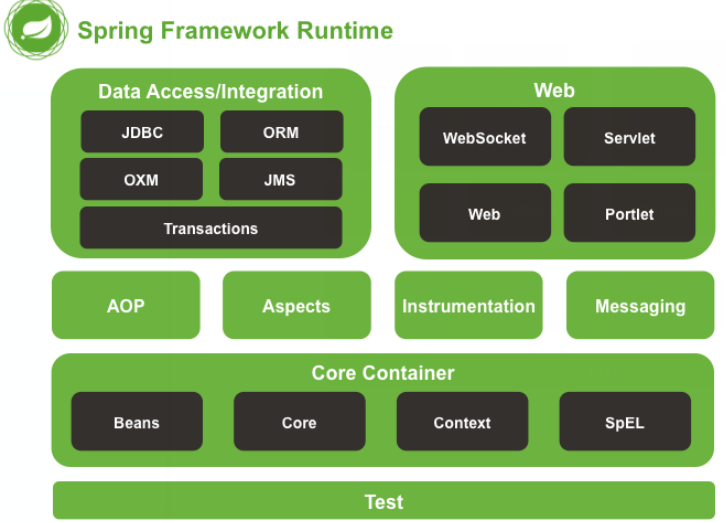 Spring Framework Runtime
Data Access/Integration
JDBC
ORM
OXM
JMS
Transactions
Web
WebSocket
Servlet
Web
Portlet
AOP
Aspects
Instrumentation
Messaging
Core Container
Beans
Core
Context
SpEL
Test